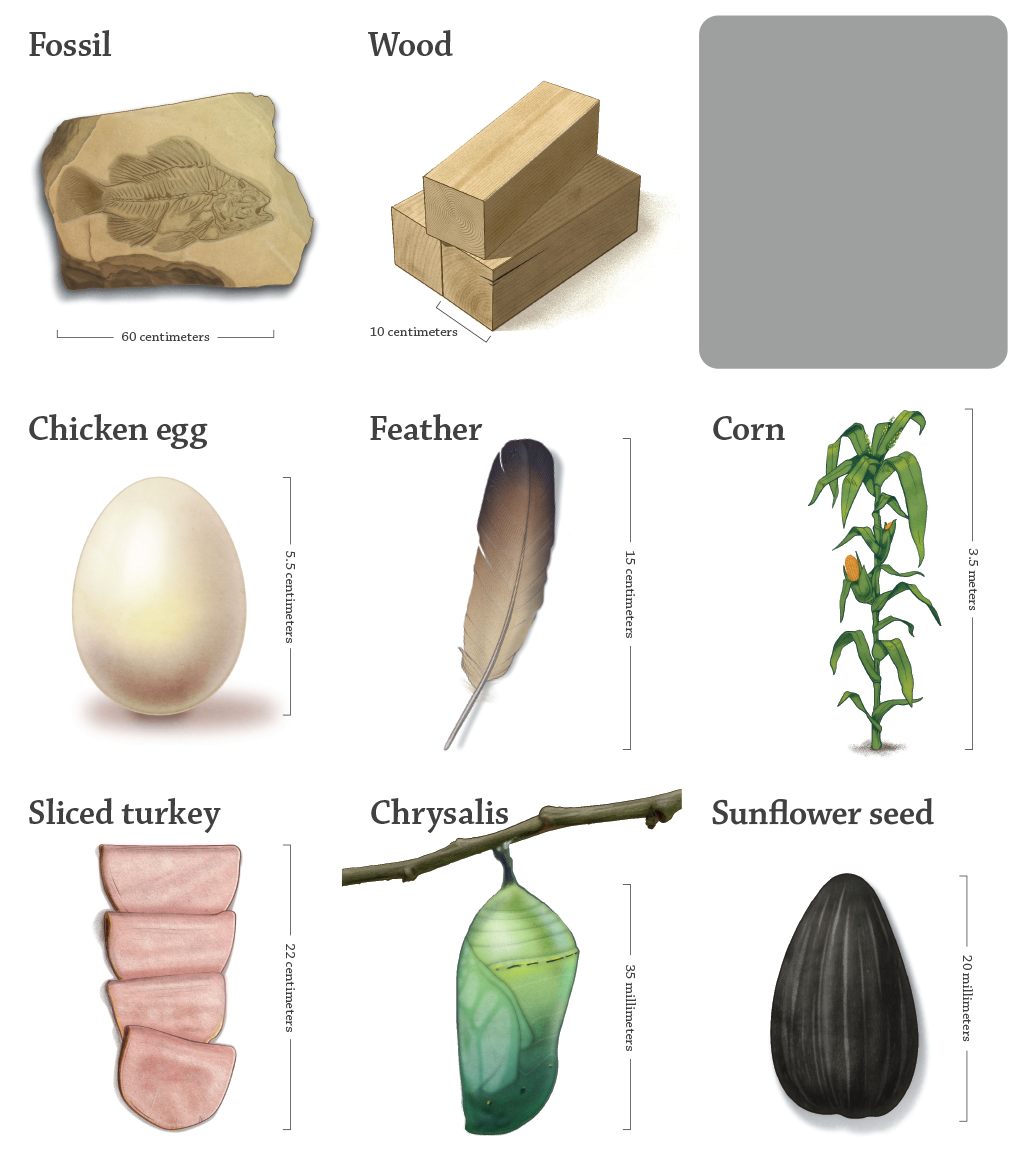 Fossil
60 centimeters
Wood
10 centimeters
Chicken egg
5.5 centimeters
Feather
15 centimeters
Corn
3.5 meters
Sliced turkey
22 centimeters
Chrysalis
35 millimeters
Sunflower seed
20 millimeters